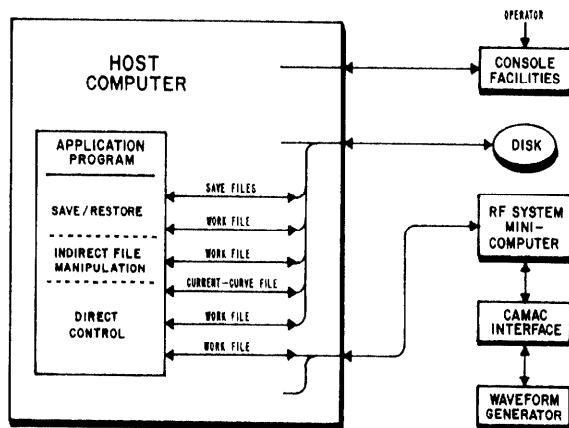 OPERATOR
HOST
COMPUTER
CONSOLE
FACILITIES
APPLICATION
PROGRAM
DISK
SAVE FILES
SAVE/RESTORE
WORK FILE
RF SYSTEM
MINI-
COMPUTER
INDIRECT FILE
MANIPULATION
WORK FILE
CURRENT-CURVE FILE
DIRECT
CONTROL
WORK FILE
CAMAC
INTERFACE
WORK FILE
WAVEFORM
GENERATOR